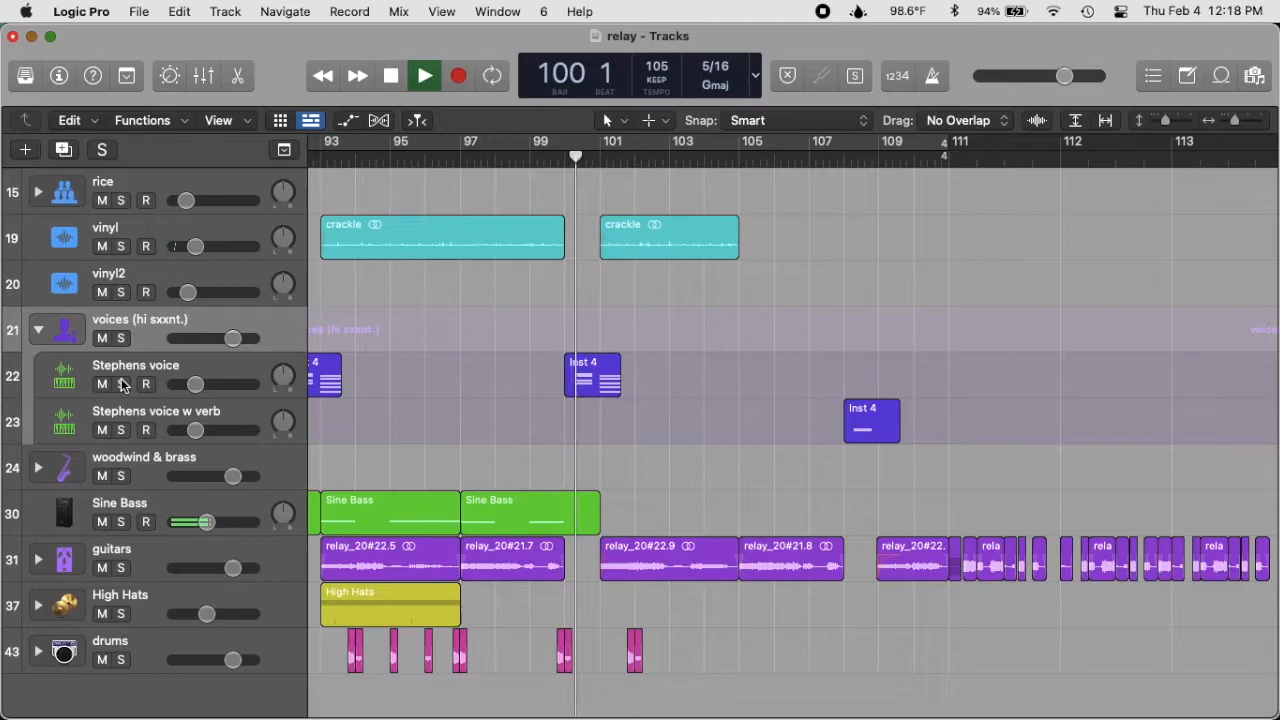 Logic Pro File Edit Track Navigate Record Mix View Window 6 Help 98.6°F 94% Thu Feb 4 12:18 PM
relay - Tracks
100 1 105 5/16
KEEP Gmaj
BAR BEAT TEMPO
1234
Edit Functions View Snap: Smart Drag: No Overlap
S 93 95 97 99 101 103 105 107 109 4 111 112 113
4
15 rice
M S R
19 vinyl crackle crackle
M S R
20 vinyl2
M S R
21 voices (hi sxxnt.) ces (hi sxxnt.) voice
M S
22 Stephens voice 4 Inst 4
M S R
23 Stephens voice w verb Inst 4
M S R
24 woodwind & brass
M S
30 Sine Bass Sine Bass Sine Bass
M S R
31 guitars relay_20#22.5 relay_20#21.7 relay_20#22.9 relay_20#21.8 relay_20#22. rela rela rela
M S
37 High Hats High Hats
M S
43 drums
M S